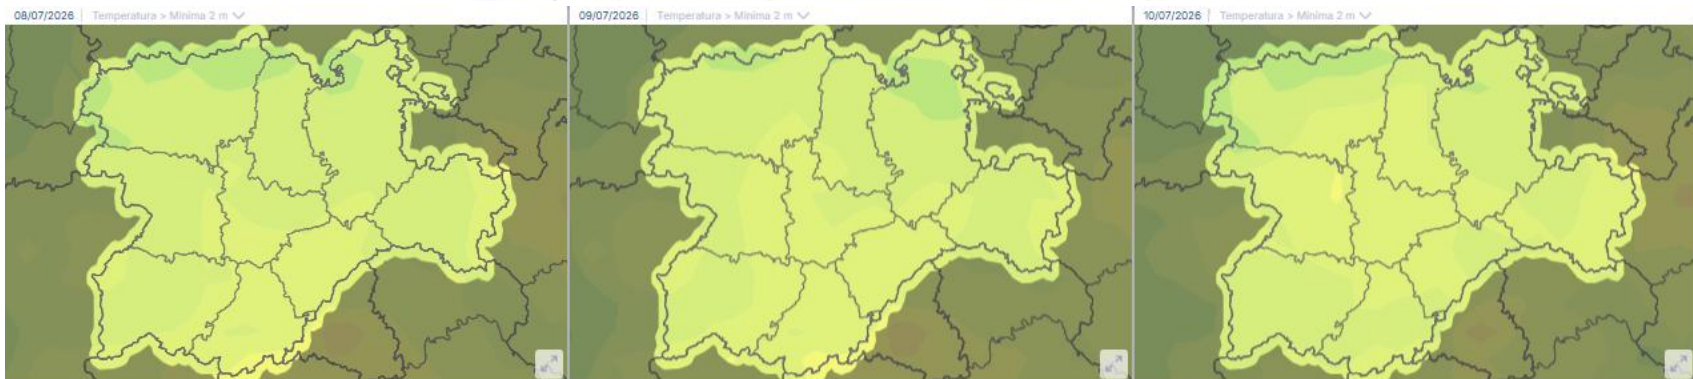 08/07/2026 Temperatura > Mínima 2 m
09/07/2026 Temperatura > Mínima 2 m
10/07/2026 Temperatura > Mínima 2 m